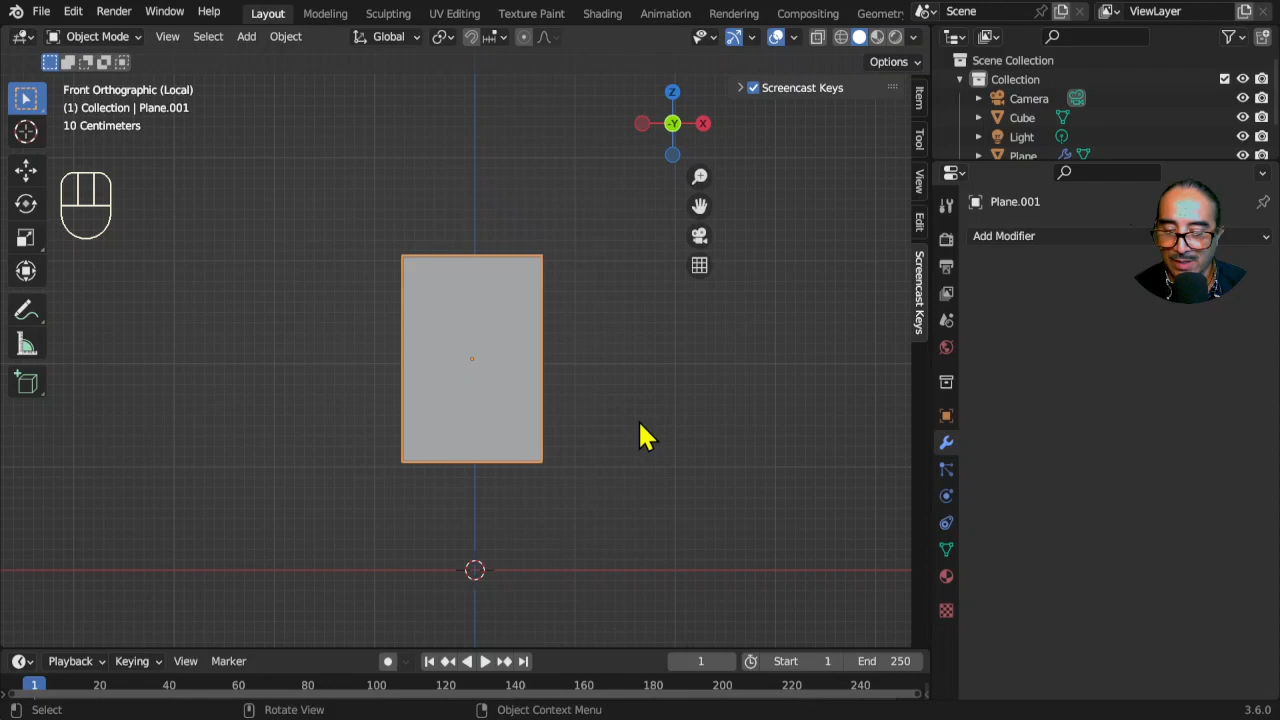 File Edit Render Window Help Layout Modeling Sculpting UV Editing Texture Paint Shading Animation Rendering Compositing Geometr Scene ViewLayer
Object Mode View Select Add Object Global
Options
Front Orthographic (Local)
(1) Collection | Plane.001
10 Centimeters
Screencast Keys
Z
-Y
X
Item
Tool
View
Edit
Screencast Keys
Scene Collection
Collection
Camera
Cube
Light
Plane
Plane.001
Add Modifier
Playback Keying View Marker 1 Start 1 End 250
1 20 40 60 80 100 120 140 160 180 200 220 240
Select Rotate View Object Context Menu 3.6.0